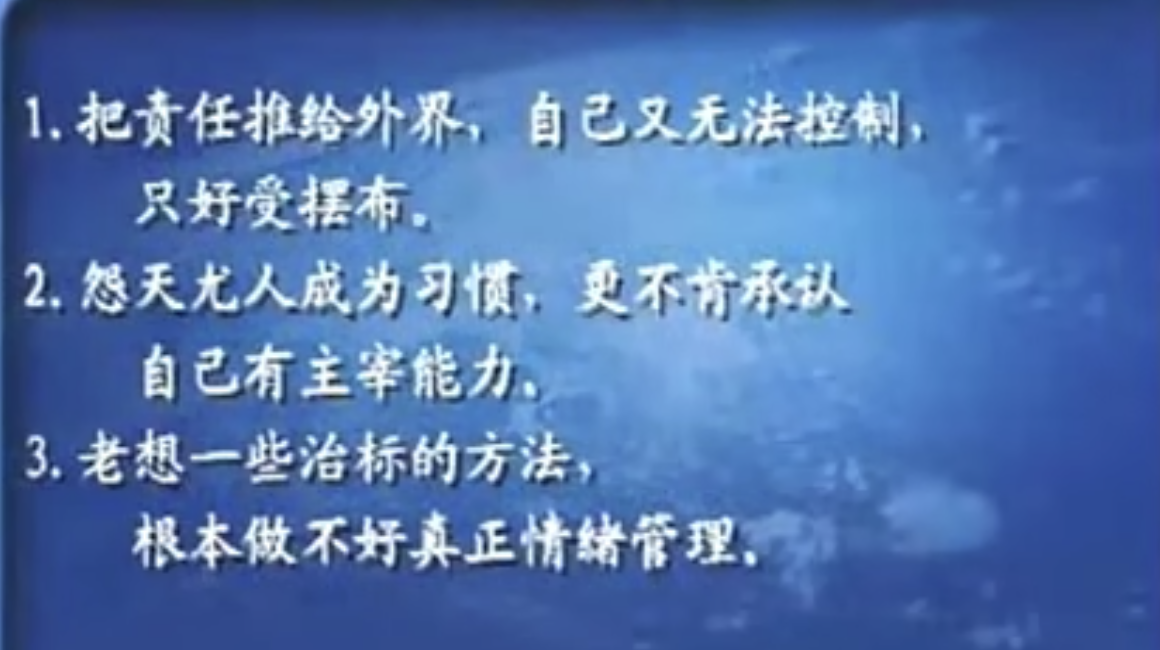 1. 把责任推给外界，自己又无法控制，
只好受摆布。
2. 怨天尤人成为习惯，更不肯承认
自己有主宰能力。
3. 老想一些治标的方法，
根本做不好真正情绪管理。